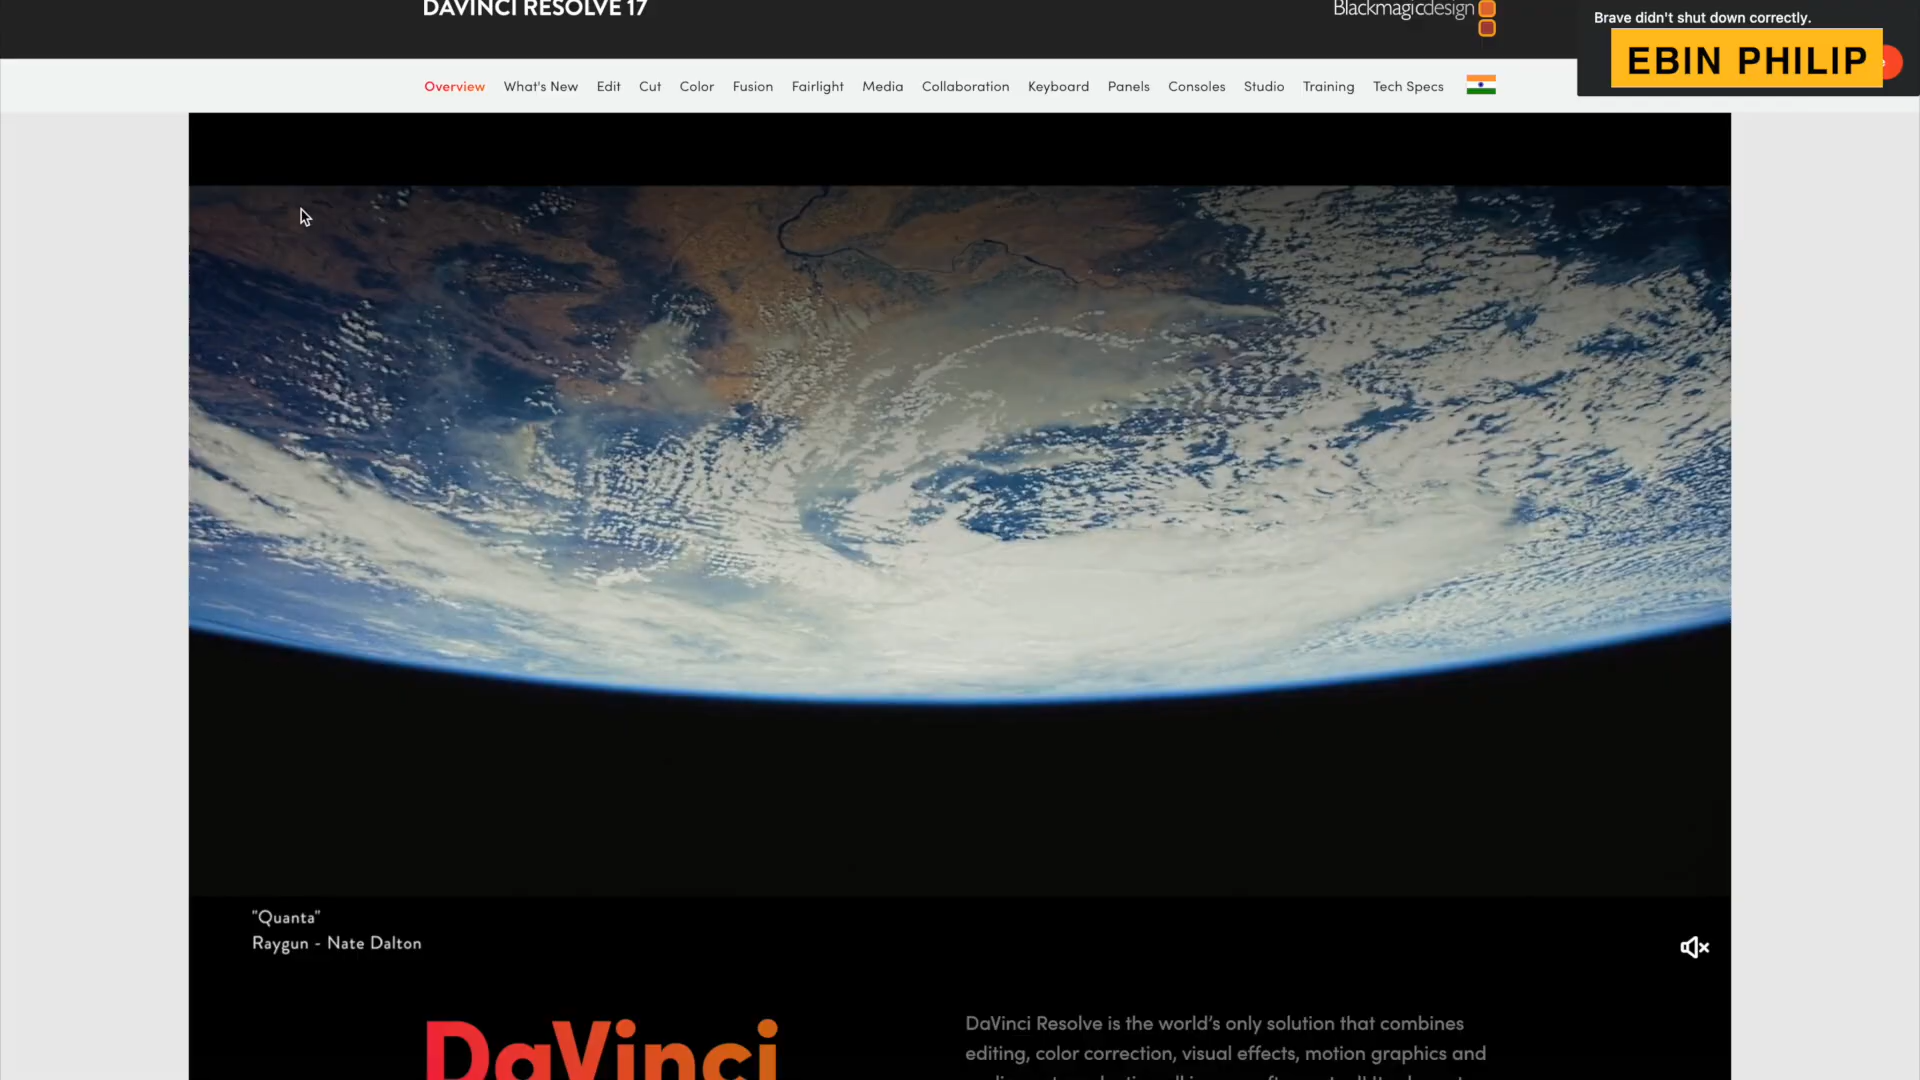 DAVINCI RESOLVE 17
Blackmagicdesign
Brave didn't shut down correctly.
EBIN PHILIP
Overview What's New Edit Cut Color Fusion Fairlight Media Collaboration Keyboard Panels Consoles Studio Training Tech Specs
"Quanta"
Raygun - Nate Dalton
DaVinci
DaVinci Resolve is the world's only solution that combines
editing, color correction, visual effects, motion graphics and